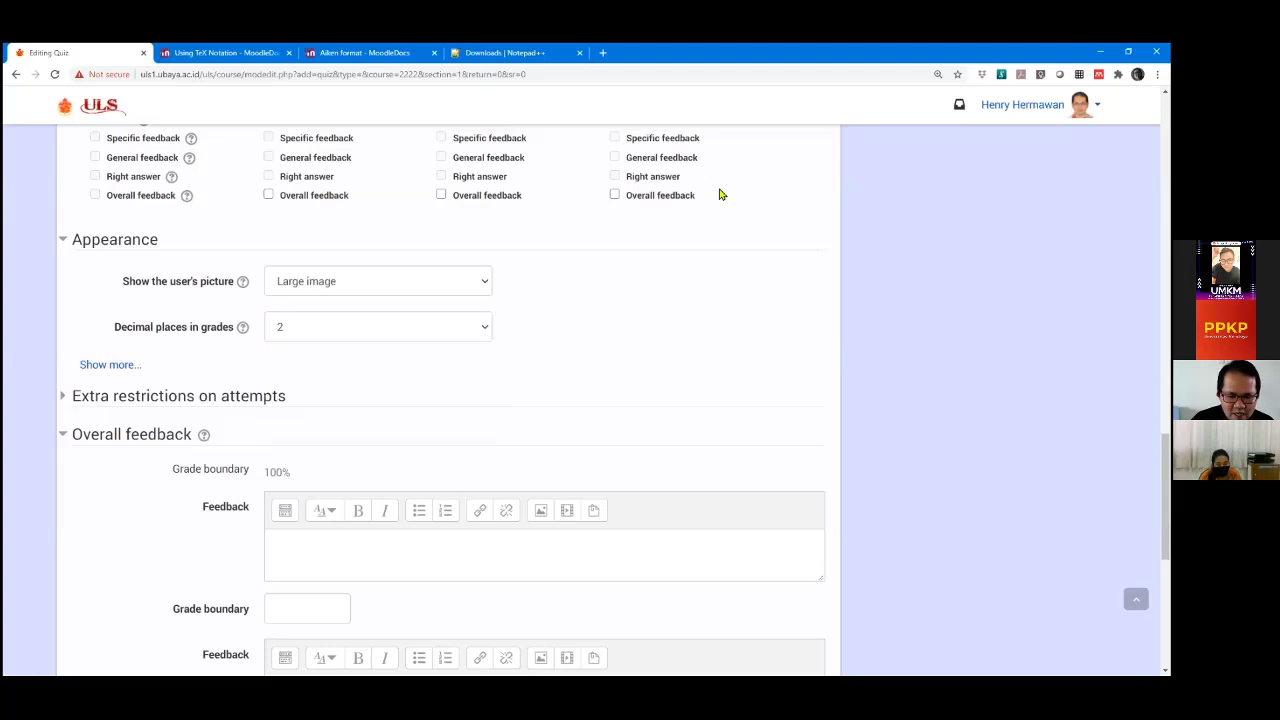 Editing Quiz
Using TeX Notation - MoodleDo
Aiken format - MoodleDocs
Downloads | Notepad++
Not secure
uls1.ubaya.ac.id/uls/course/modedit.php?add=quiz&type=&course=2222&section=1&return=0&sr=0
ULS
Henry Hermawan
Specific feedback Specific feedback Specific feedback Specific feedback
General feedback General feedback General feedback General feedback
Right answer Right answer Right answer Right answer
Overall feedback Overall feedback Overall feedback Overall feedback
Appearance
Show the user's picture Large image
Decimal places in grades 2
Show more...
Extra restrictions on attempts
Overall feedback
Grade boundary 100%
Feedback
Grade boundary
Feedback
UMKM
PPKP